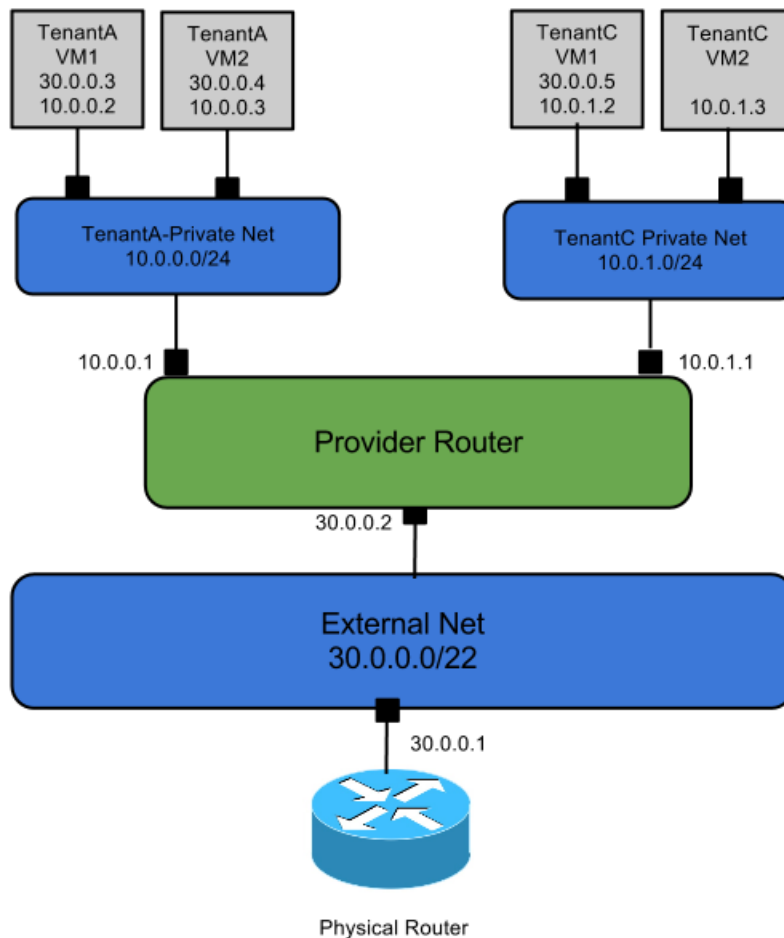 TenantA
VM1
30.0.0.3
10.0.0.2
TenantA
VM2
30.0.0.4
10.0.0.3
TenantC
VM1
30.0.0.5
10.0.1.2
TenantC
VM2
10.0.1.3
TenantA-Private Net
10.0.0.0/24
TenantC Private Net
10.0.1.0/24
10.0.0.1
10.0.1.1
Provider Router
30.0.0.2
External Net
30.0.0.0/22
30.0.0.1
Physical Router